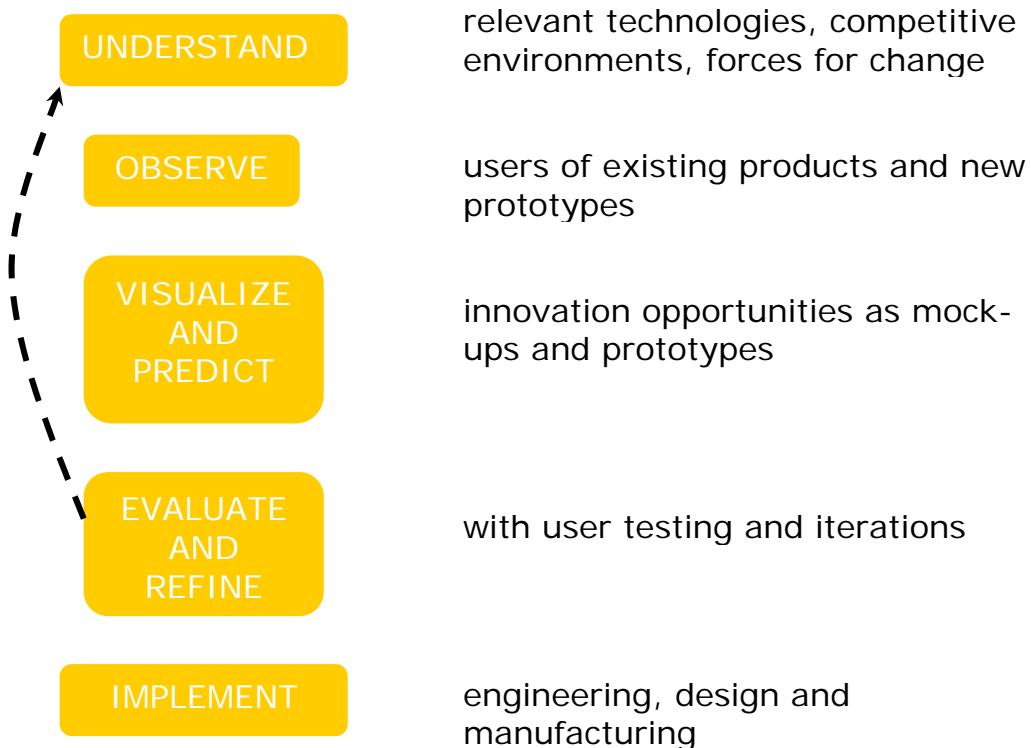 UNDERSTAND
relevant technologies, competitive
environments, forces for change
OBSERVE
users of existing products and new
prototypes
VISUALIZE
AND
PREDICT
innovation opportunities as mock-
ups and prototypes
EVALUATE
AND
REFINE
with user testing and iterations
IMPLEMENT
engineering, design and
manufacturing